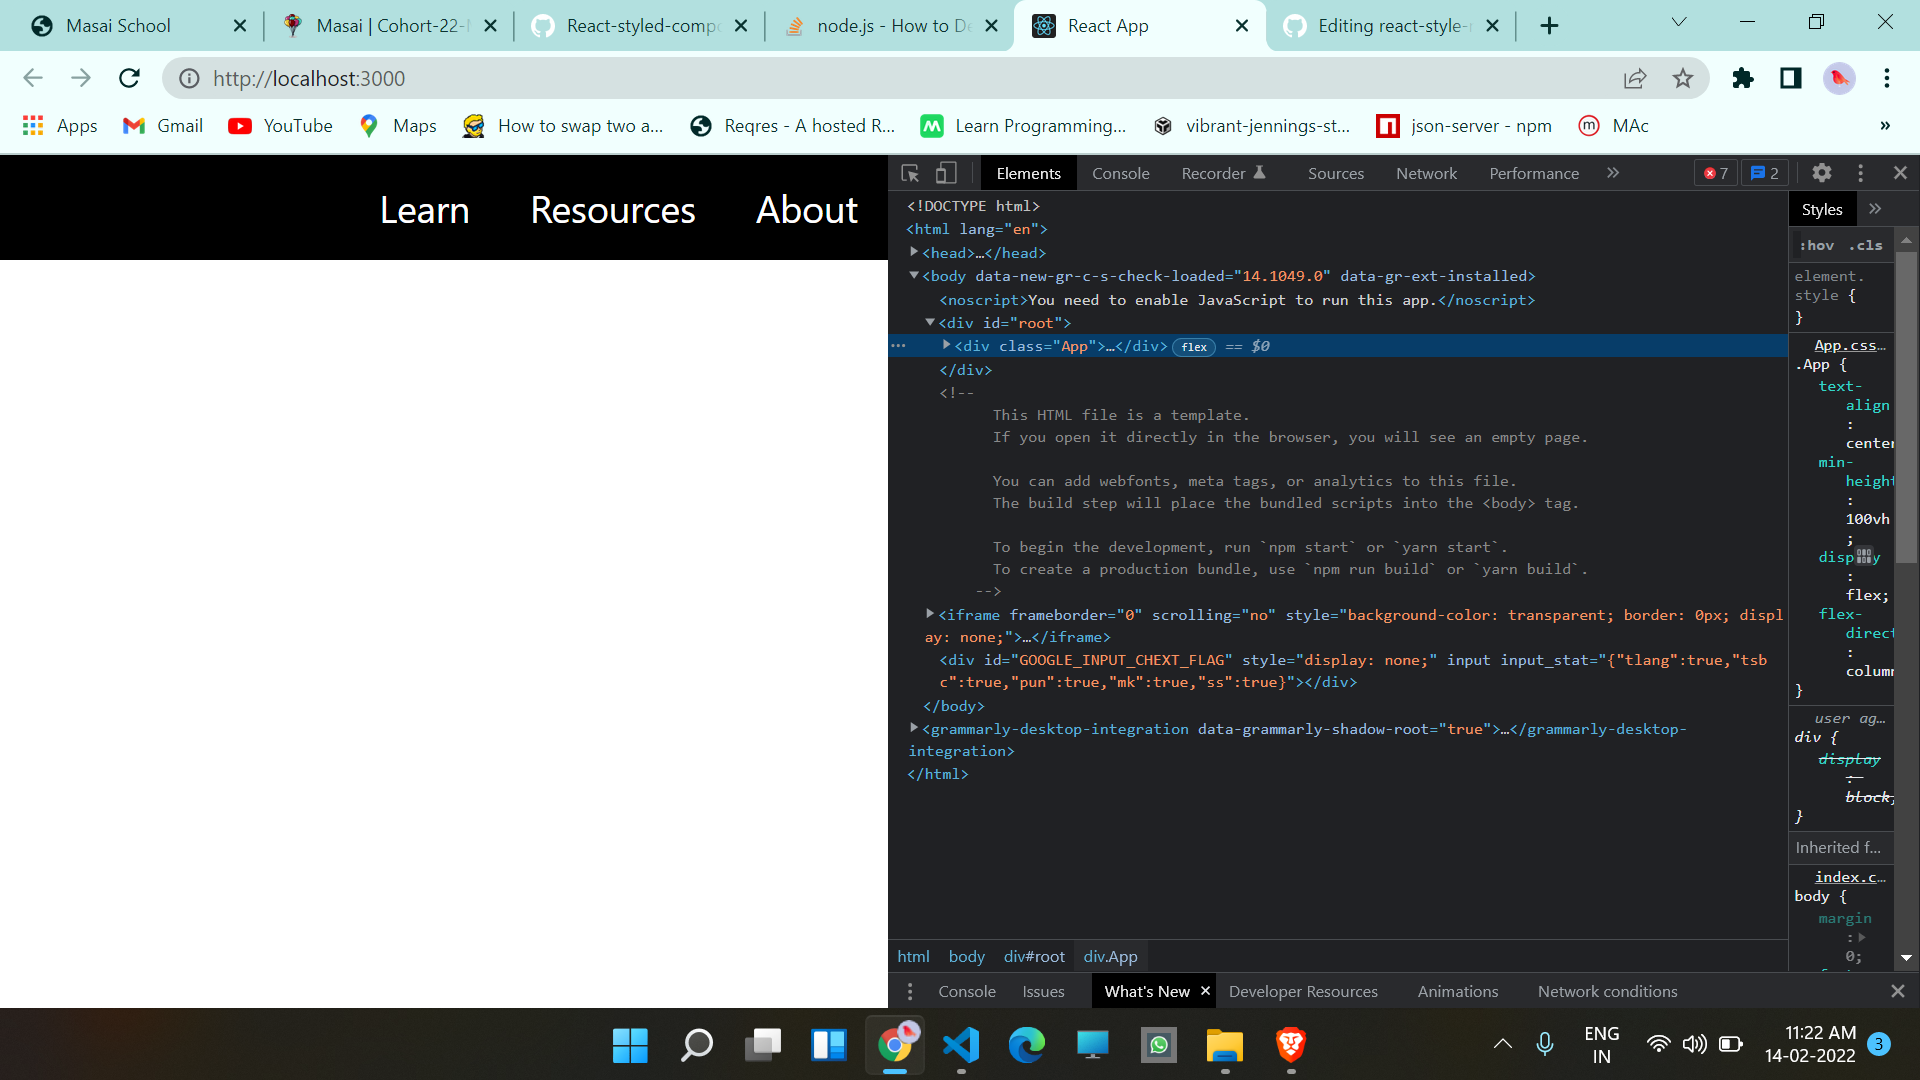 Masai School
Masai | Cohort-22-
React-styled-comp
node.js - How to De
React App
Editing react-style-
http://localhost:3000
Apps
Gmail
YouTube
Maps
How to swap two a...
Reqres - A hosted R...
Learn Programming...
vibrant-jennings-st...
json-server - npm
MAc
»
Learn
Resources
About
Elements
Console
Recorder
Sources
Network
Performance
»
7
2
<!DOCTYPE html>
<html lang="en">
<head>…</head>
<body data-new-gr-c-s-check-loaded="14.1049.0" data-gr-ext-installed>
<noscript>You need to enable JavaScript to run this app.</noscript>
<div id="root">
<div class="App">…</div> flex == $0
</div>
<!--
This HTML file is a template.
If you open it directly in the browser, you will see an empty page.
You can add webfonts, meta tags, or analytics to this file.
The build step will place the bundled scripts into the <body> tag.
To begin the development, run `npm start` or `yarn start`.
To create a production bundle, use `npm run build` or `yarn build`.
-->
<iframe frameborder="0" scrolling="no" style="background-color: transparent; border: 0px; displ
ay: none;">…</iframe>
<div id="GOOGLE_INPUT_CHEXT_FLAG" style="display: none;" input input_stat="{"tlang":true,"tsb
c":true,"pun":true,"mk":true,"ss":true}"></div>
</body>
<grammarly-desktop-integration data-grammarly-shadow-root="true">…</grammarly-desktop-
integration>
</html>
Styles
»
:hov .cls
element.
style {
}
App.css…
.App {
text-
align
:
center
min-
height
:
100vh
;
display
:
flex;
flex-
direct
:
column
}
user ag…
div {
display
:
block;
}
Inherited f…
index.c…
body {
margin
:
0;
html
body
div#root
div.App
Console
Issues
What's New
Developer Resources
Animations
Network conditions
ENG
IN
11:22 AM
14-02-2022
3